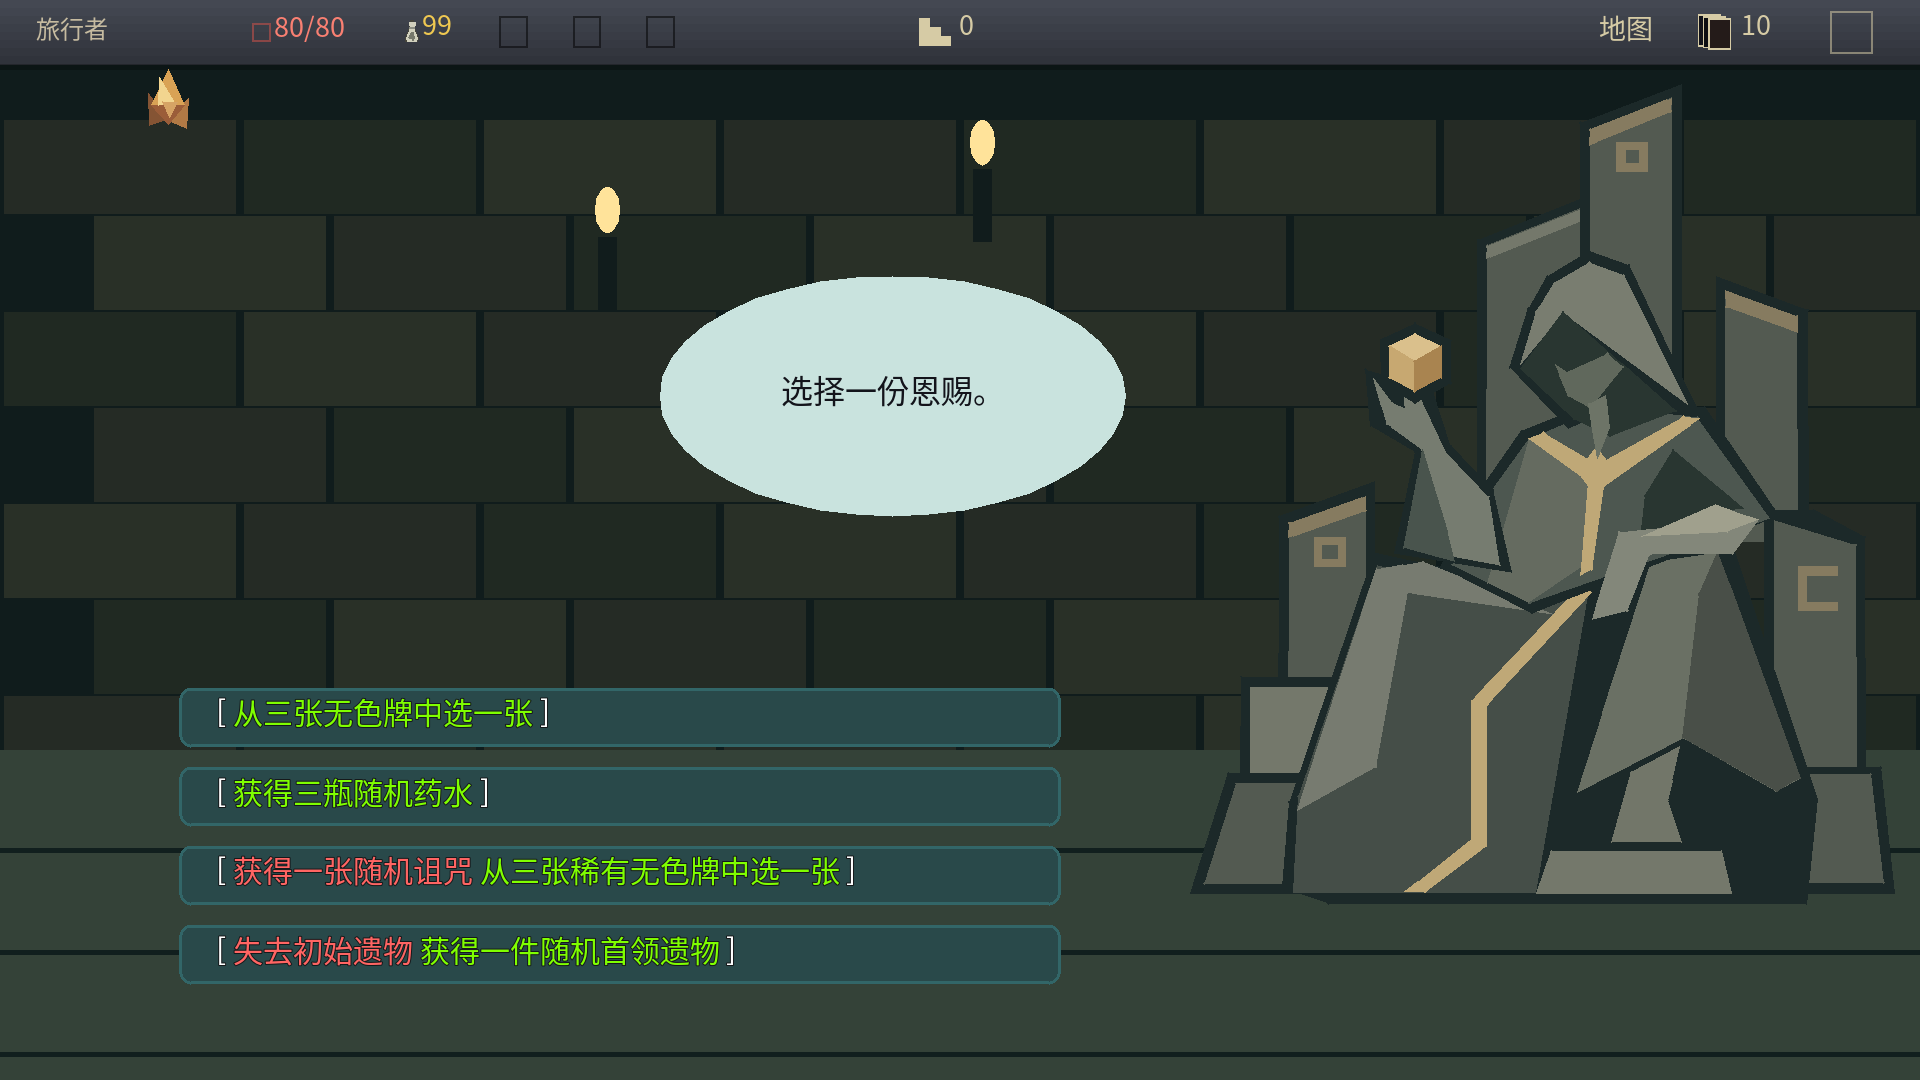 旅行者 80/80 99 0 地图 10
选择一份恩赐。
[ 从三张无色牌中选一张 ]
[ 获得三瓶随机药水 ]
[ 获得一张随机诅咒 从三张稀有无色牌中选一张 ]
[ 失去初始遗物 获得一件随机首领遗物 ]